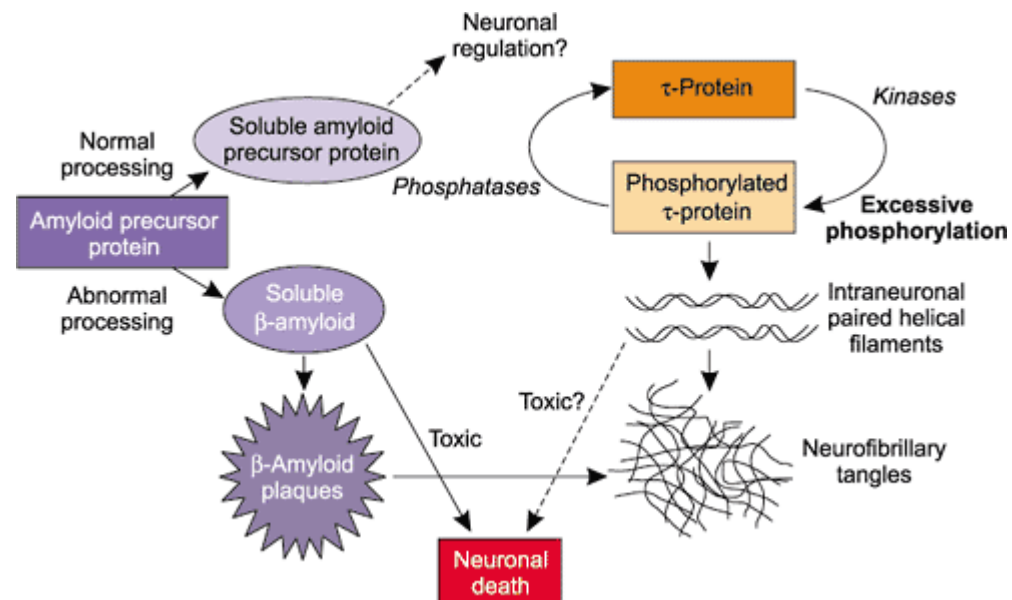 Neuronal
regulation?
Soluble amyloid
precursor protein
Normal
processing
Amyloid precursor
protein
Abnormal
processing
Soluble
β-amyloid
β-Amyloid
plaques
Toxic
Neuronal
death
τ-Protein
Kinases
Phosphatases
Phosphorylated
τ-protein
Excessive
phosphorylation
Intraneuronal
paired helical
filaments
Toxic?
Neurofibrillary
tangles